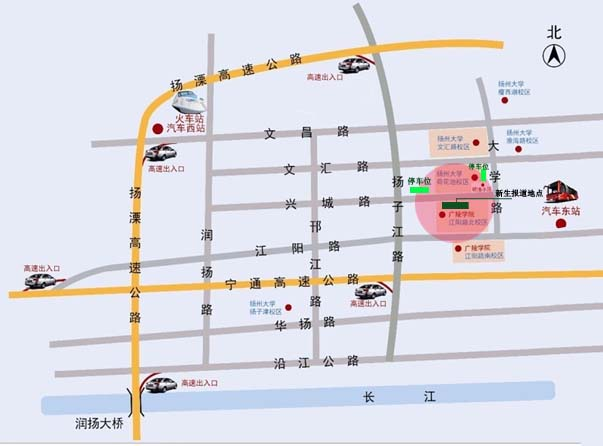 北
扬溧高速公路
高速出入口
扬州大学
瘦西湖校区
火车站
汽车西站
文昌路
扬州大学
文汇路校区
扬州大学
淮海路校区
大学路
高速出入口
文汇路
停车位
扬州大学
荷花池校区
停车位
扬子江路
兴城路
新生报道地点
广陵学院
江阳路北校区
汽车东站
扬溧高速公路
润扬路
江阳路
邗江路
广陵学院
江阳路南校区
高速出入口
宁通高速公路
高速出入口
扬州大学
扬子津校区
华扬路
沿江公路
高速出入口
长江
润扬大桥